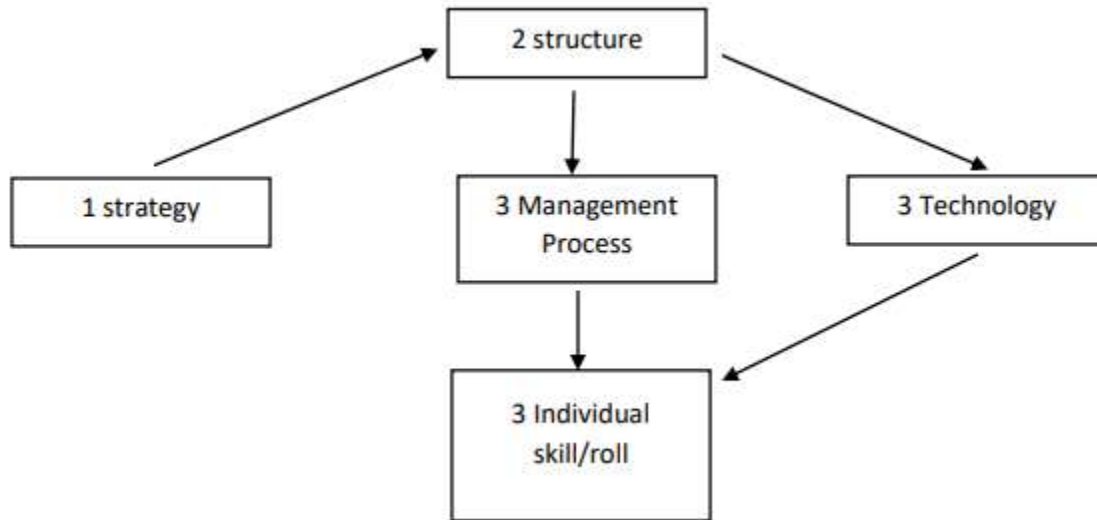 2 structure
1 strategy
3 Management
Process
3 Technology
3 Individual
skill/roll